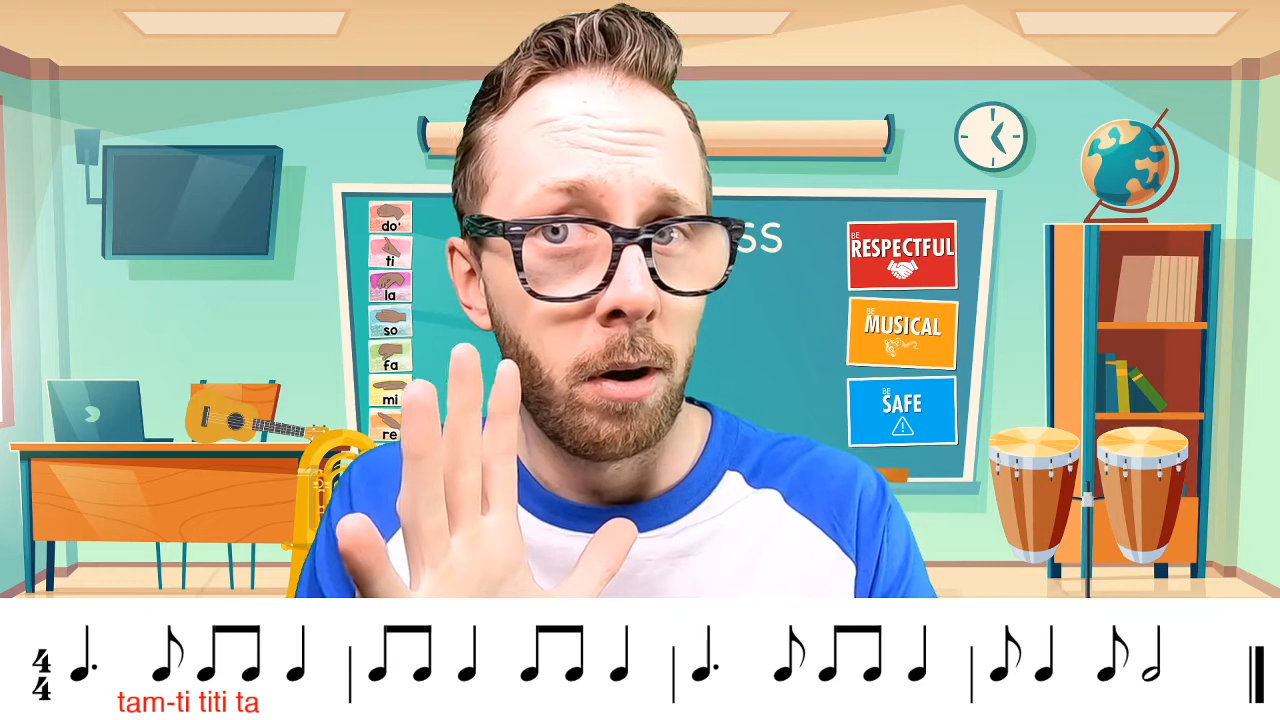 ss
do'
ti
la
so
fa
mi
re
BE
RESPECTFUL
BE
MUSICAL
BE
SAFE
4
4
tam-ti titi ta